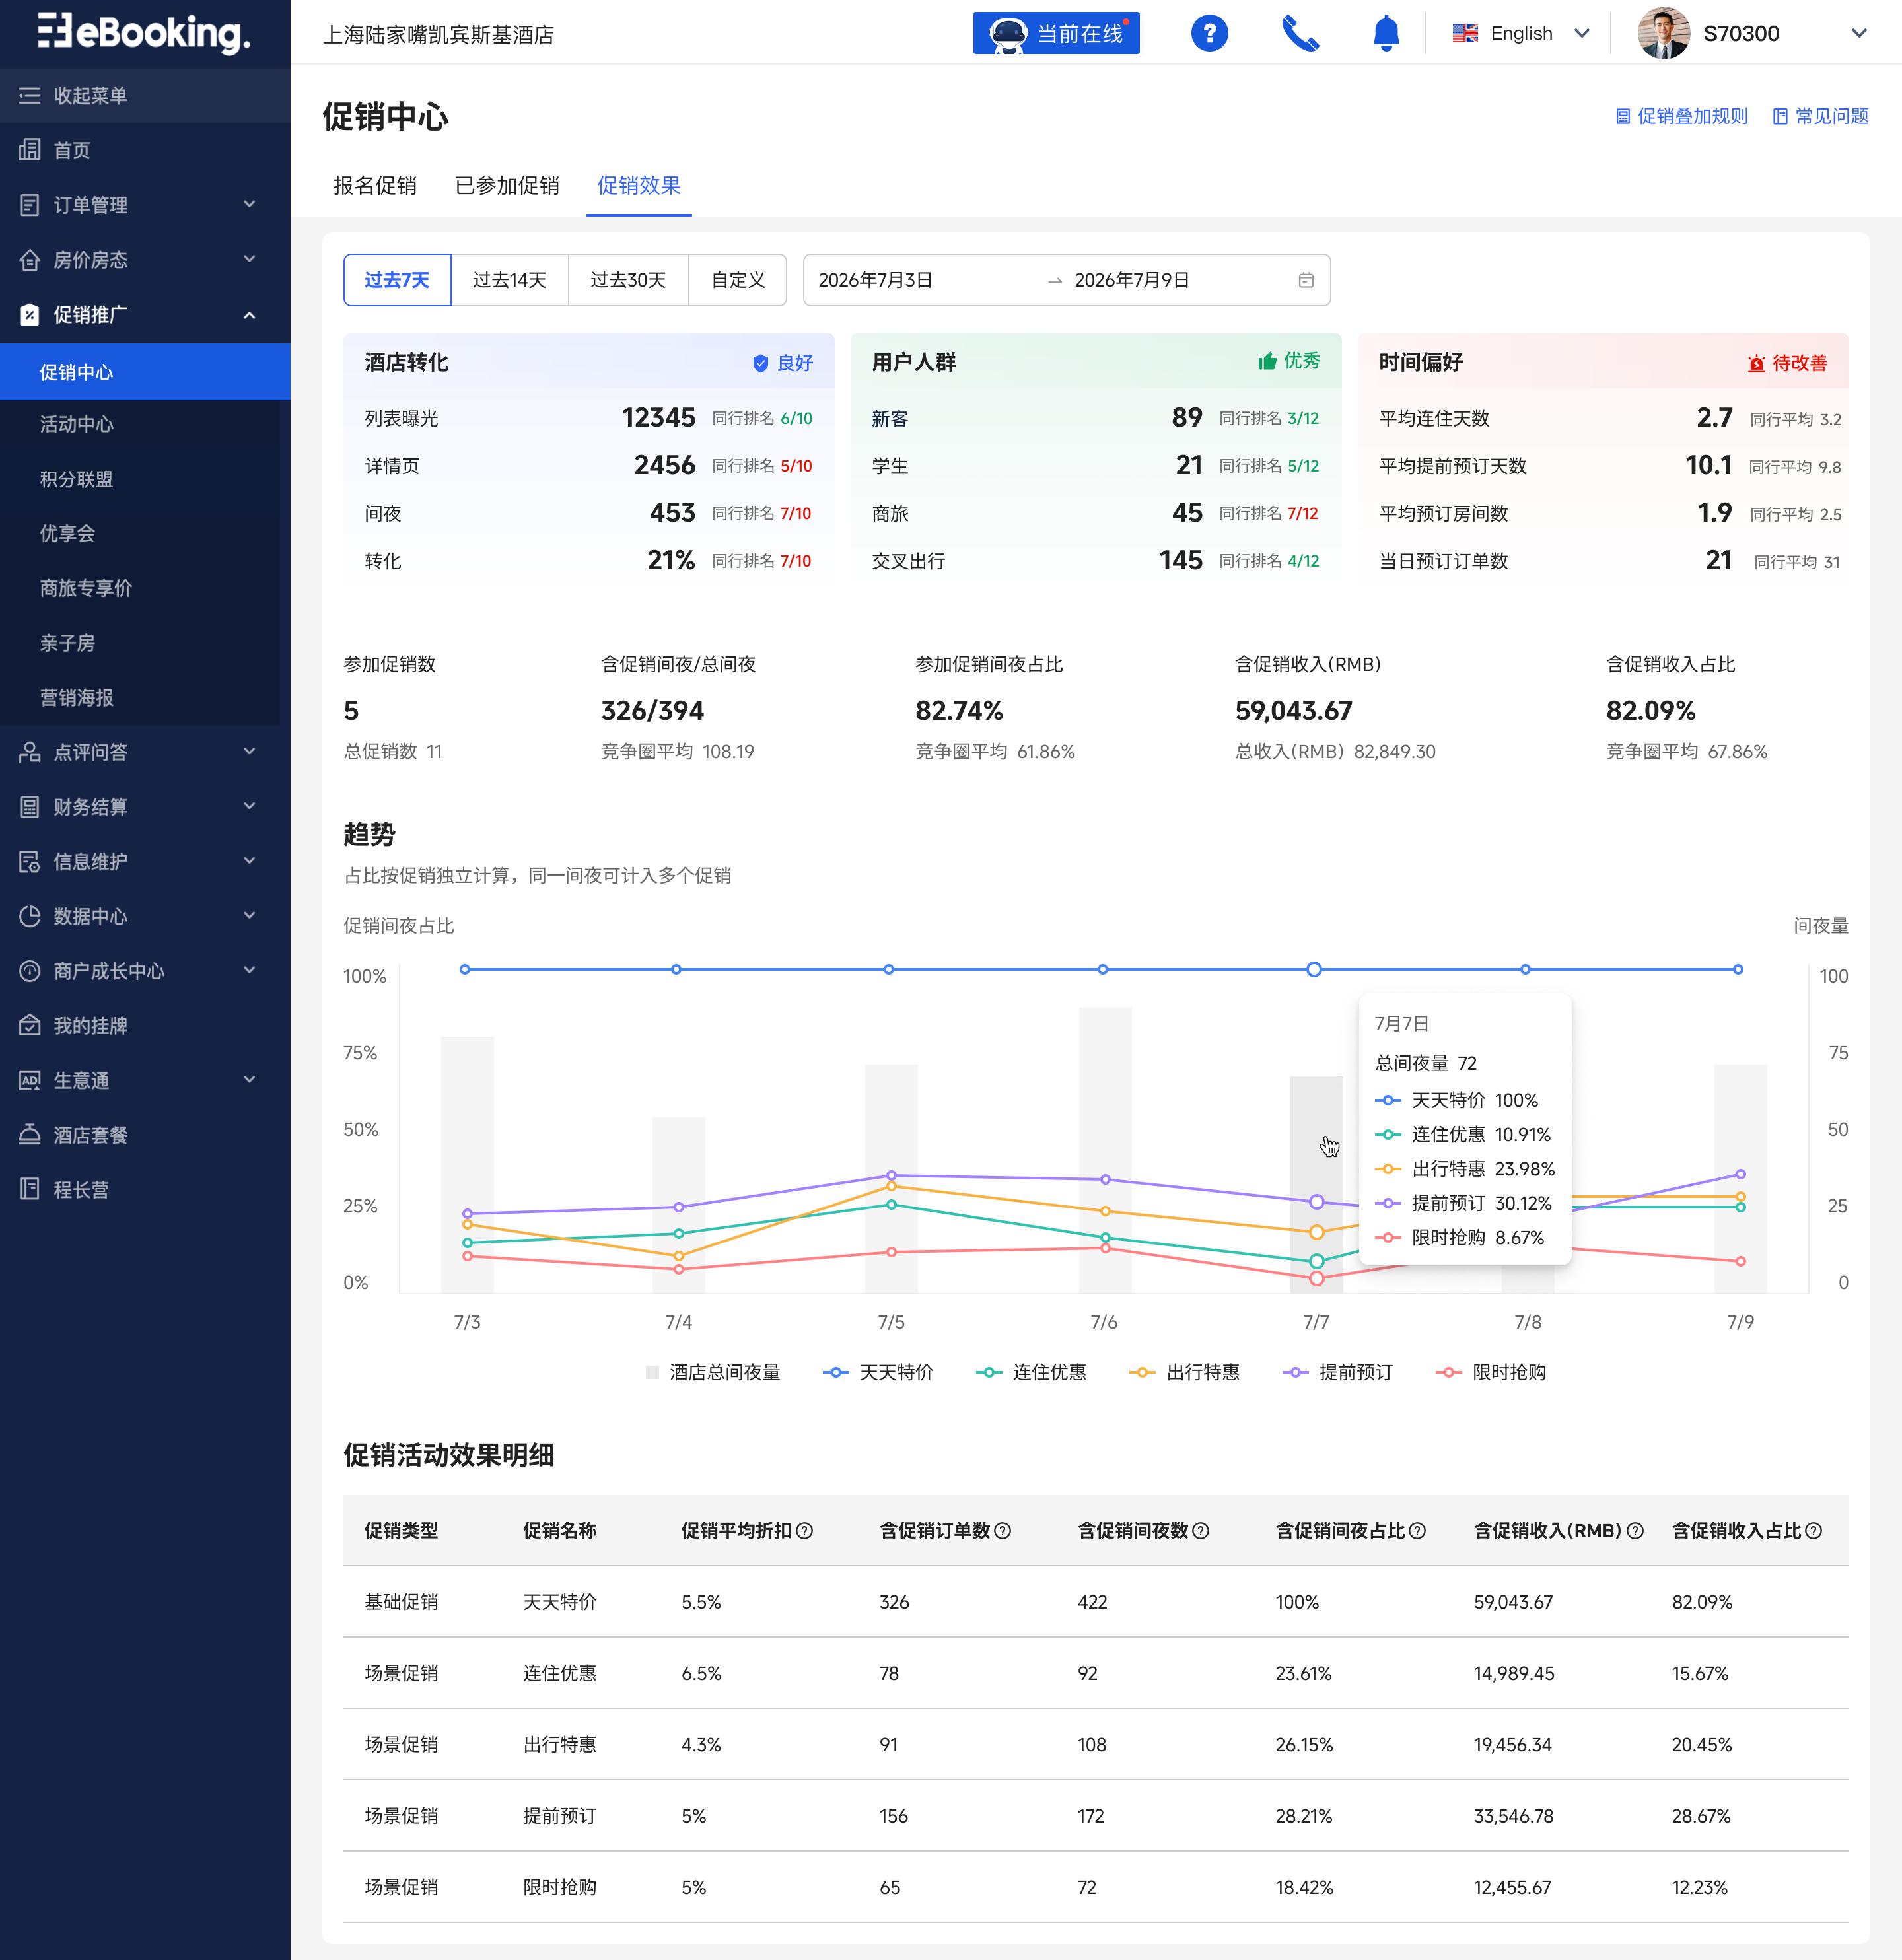 eBooking.
收起菜单
首页
订单管理
房价房态
促销推广
促销中心
活动中心
积分联盟
优享会
商旅专享价
亲子房
营销海报
点评问答
财务结算
信息维护
数据中心
商户成长中心
我的挂牌
AD 生意通
酒店套餐
程长营
上海陆家嘴凯宾斯基酒店
当前在线
?
English
S70300
促销中心
促销叠加规则 常见问题
报名促销 已参加促销 促销效果
过去7天 过去14天 过去30天 自定义 2026年7月3日 → 2026年7月9日
酒店转化 良好
列表曝光 12345 同行排名 6/10
详情页 2456 同行排名 5/10
间夜 453 同行排名 7/10
转化 21% 同行排名 7/10
用户人群 优秀
新客 89 同行排名 3/12
学生 21 同行排名 5/12
商旅 45 同行排名 7/12
交叉出行 145 同行排名 4/12
时间偏好 待改善
平均连住天数 2.7 同行平均 3.2
平均提前预订天数 10.1 同行平均 9.8
平均预订房间数 1.9 同行平均 2.5
当日预订订单数 21 同行平均 31
参加促销数 含促销间夜/总间夜 参加促销间夜占比 含促销收入(RMB) 含促销收入占比
5 326/394 82.74% 59,043.67 82.09%
总促销数 11 竞争圈平均 108.19 竞争圈平均 61.86% 总收入(RMB) 82,849.30 竞争圈平均 67.86%
趋势
占比按促销独立计算，同一间夜可计入多个促销
促销间夜占比 间夜量
100% 100
75% 75
50% 50
25% 25
0% 0
7月7日
总间夜量 72
天天特价 100%
连住优惠 10.91%
出行特惠 23.98%
提前预订 30.12%
限时抢购 8.67%
7/3 7/4 7/5 7/6 7/7 7/8 7/9
酒店总间夜量 天天特价 连住优惠 出行特惠 提前预订 限时抢购
促销活动效果明细
促销类型 促销名称 促销平均折扣? 含促销订单数? 含促销间夜数? 含促销间夜占比? 含促销收入(RMB)? 含促销收入占比?
基础促销 天天特价 5.5% 326 422 100% 59,043.67 82.09%
场景促销 连住优惠 6.5% 78 92 23.61% 14,989.45 15.67%
场景促销 出行特惠 4.3% 91 108 26.15% 19,456.34 20.45%
场景促销 提前预订 5% 156 172 28.21% 33,546.78 28.67%
场景促销 限时抢购 5% 65 72 18.42% 12,455.67 12.23%